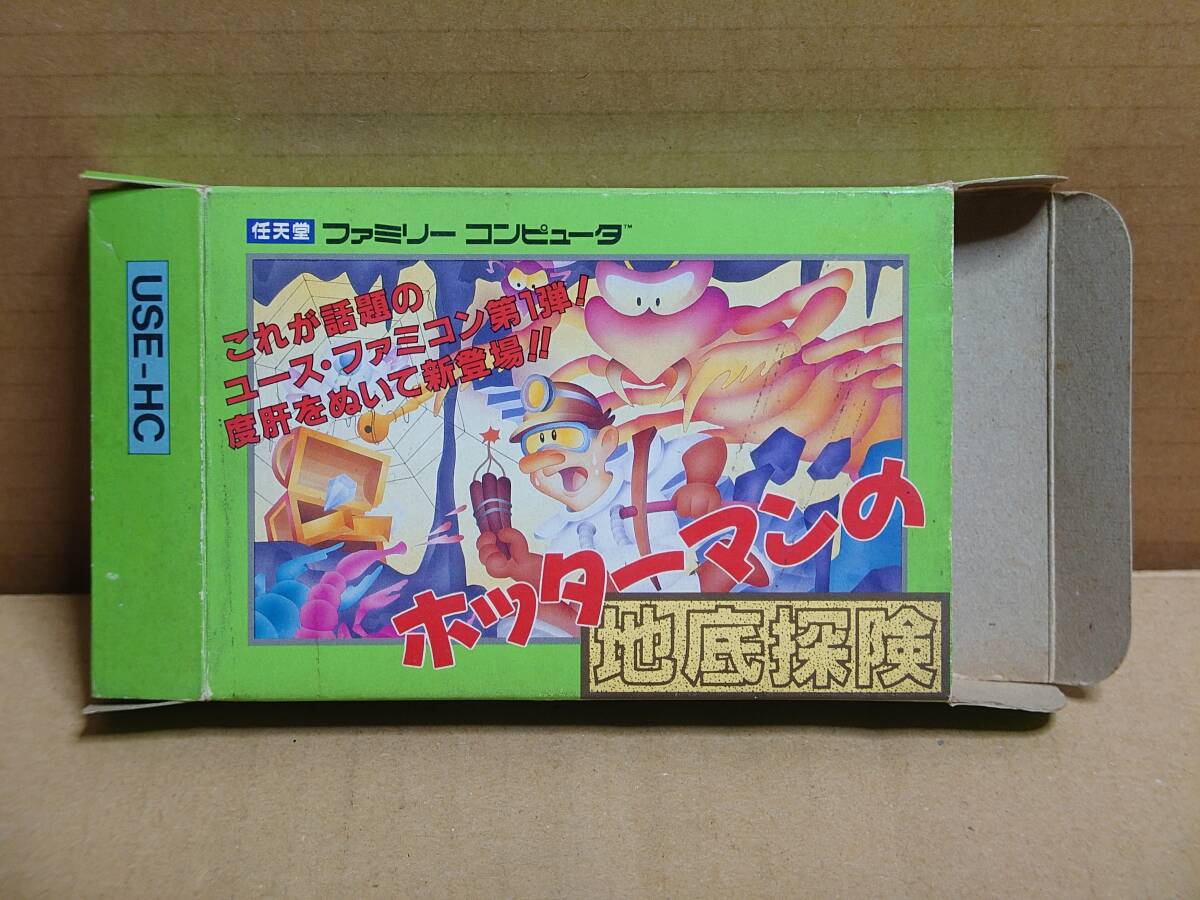 任天堂 ファミリー コンピュータ™
これが話題の
ユース・ファミコン第1弾!
度肝をぬいて新登場!!
ホッターマンの
地底探険
USE-HC